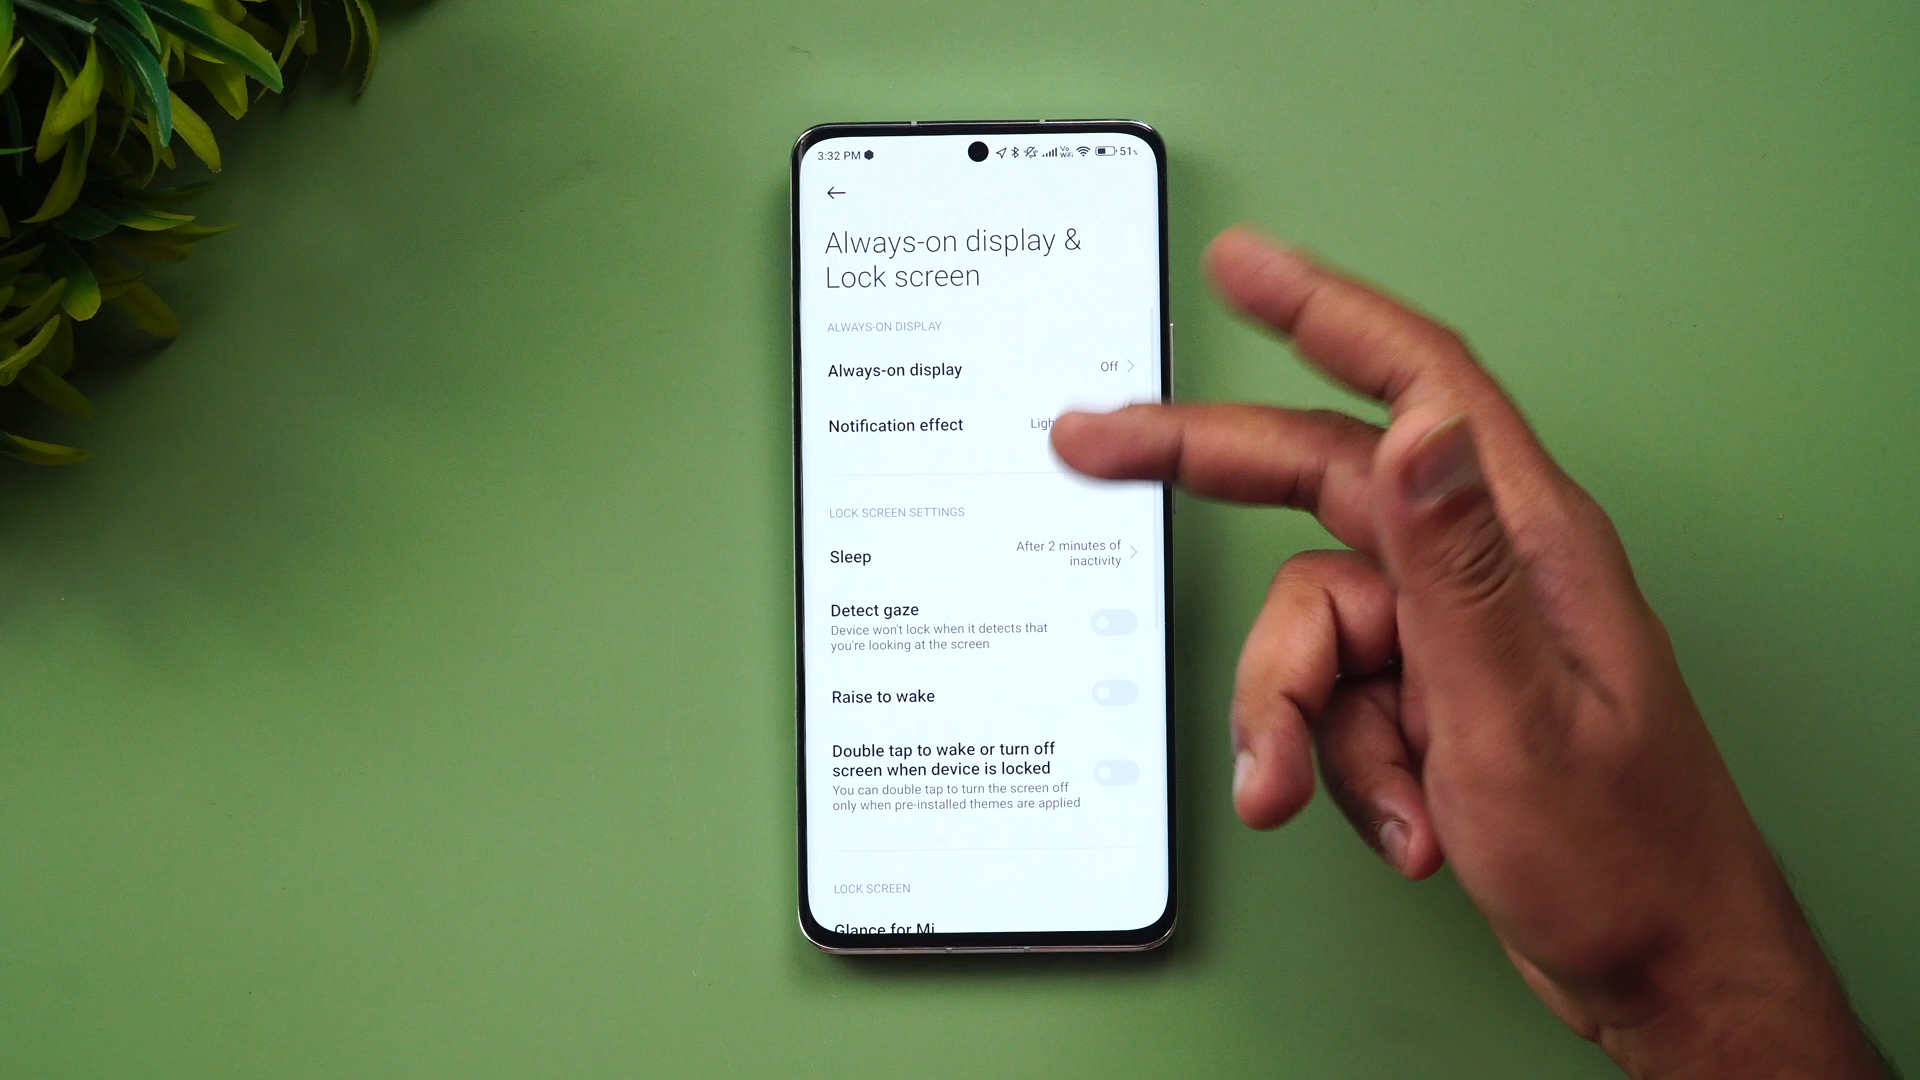 3:32 PM
Vo
WiFi
51%
Always-on display &
Lock screen
ALWAYS-ON DISPLAY
Always-on display
Off
Notification effect
LOCK SCREEN SETTINGS
Sleep
After 2 minutes of
inactivity
Detect gaze
Device won't lock when it detects that
you're looking at the screen
Raise to wake
Double tap to wake or turn off
screen when device is locked
You can double tap to turn the screen off
only when pre-installed themes are applied
LOCK SCREEN
Glance for Mi